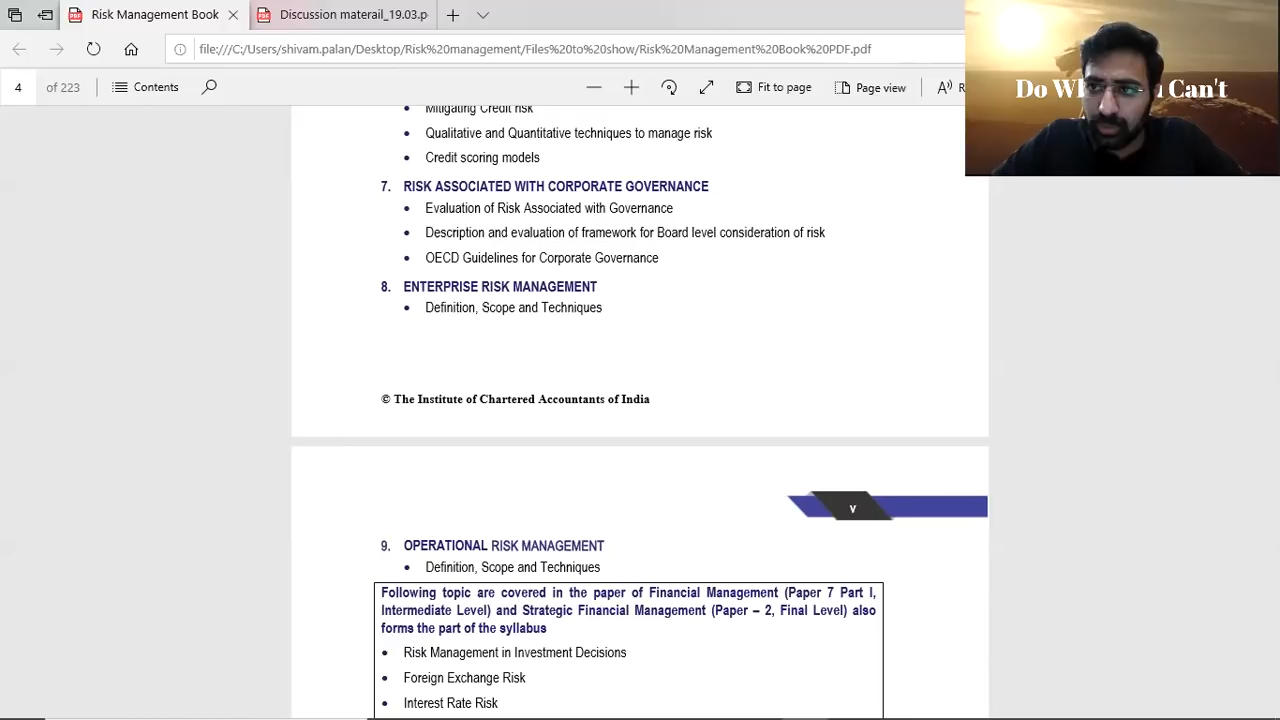 Risk Management Book
Discussion materail_19.03.p
file:///C:/Users/shivam.palan/Desktop/Risk%20management/Files%20to%20show/Risk%20Management%20Book%20PDF.pdf
4 of 223
Contents
Fit to page
Page view
Do W
Can't
Mitigating Credit risk
• Qualitative and Quantitative techniques to manage risk
• Credit scoring models
7. RISK ASSOCIATED WITH CORPORATE GOVERNANCE
• Evaluation of Risk Associated with Governance
• Description and evaluation of framework for Board level consideration of risk
• OECD Guidelines for Corporate Governance
8. ENTERPRISE RISK MANAGEMENT
• Definition, Scope and Techniques
© The Institute of Chartered Accountants of India
v
9. OPERATIONAL RISK MANAGEMENT
• Definition, Scope and Techniques
Following topic are covered in the paper of Financial Management (Paper 7 Part I,
Intermediate Level) and Strategic Financial Management (Paper – 2, Final Level) also
forms the part of the syllabus
• Risk Management in Investment Decisions
• Foreign Exchange Risk
• Interest Rate Risk